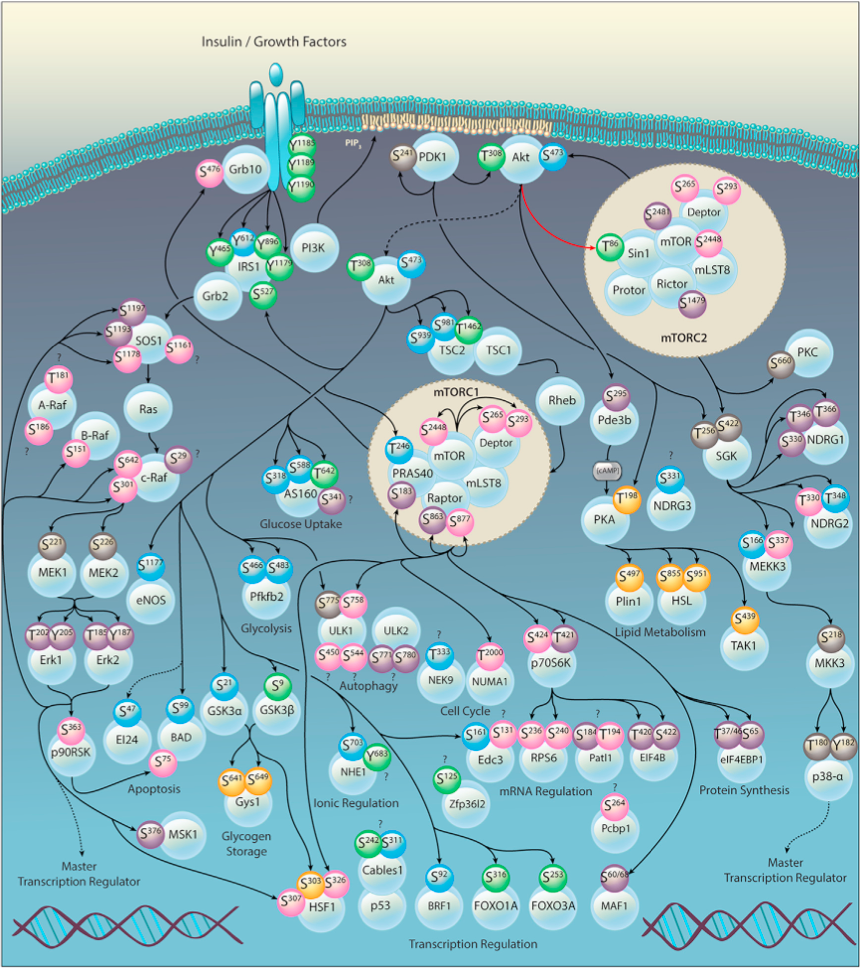 Insulin / Growth Factors
Y1185
Y1189
Y1190
PIP3
S476
Grb10
S241
PDK1
T308
Akt
S473
S265
S293
Deptor
S2481
mTOR
S2448
T86
Sin1
mLST8
Protor
Rictor
S1479
mTORC2
Y465
Y612
Y896
Y1179
IRS1
PI3K
Grb2
S527
T308
Akt
S473
S939
S981
T1462
TSC2
TSC1
S1197
S1193
SOS1
S1178
S1161
?
?
T181
A-Raf
S186
?
Ras
B-Raf
S151
S642
S301
c-Raf
S29
?
Rheb
S295
Pde3b
(cAMP)
PKA
T198
?
S331
NDRG3
S660
PKC
T256
S422
SGK
T346
T366
S330
NDRG1
T330
T348
NDRG2
S166
S337
MEKK3
mTORC1
S2448
S265
S293
Deptor
mTOR
T246
PRAS40
mLST8
S183
Raptor
S863
S877
S318
S588
T642
AS160
S341
?
Glucose Uptake
S221
MEK1
S226
MEK2
S1177
eNOS
S466
S483
Pfkfb2
Glycolysis
T202
Y205
Erk1
T185
Y187
Erk2
S775
S758
ULK1
ULK2
S450
S544
S771
S780
?
?
?
?
Autophagy
?
T333
NEK9
T2000
NUMA1
Cell Cycle
S424
T421
p70S6K
S497
Plin1
S855
S951
HSL
Lipid Metabolism
S439
TAK1
S218
MKK3
S363
p90RSK
S75
S47
EI24
S99
BAD
Apoptosis
S21
GSK3α
S9
GSK3β
S641
S649
Gys1
Glycogen
Storage
S703
NHE1
Y683
?
Ionic Regulation
S161
S131
?
Edc3
S236
S240
RPS6
?
S184
T194
Patl1
T420
S422
EIF4B
mRNA Regulation
T37/46
S65
eIF4EBP1
Protein Synthesis
T180
Y182
p38-α
?
S125
Zfp36l2
?
S264
Pcbp1
S376
MSK1
Master
Transcription Regulator
S307
S303
S326
HSF1
?
S242
S311
Cables1
p53
S92
BRF1
S316
FOXO1A
S253
FOXO3A
S60/68
MAF1
Transcription Regulation
Master
Transcription Regulator